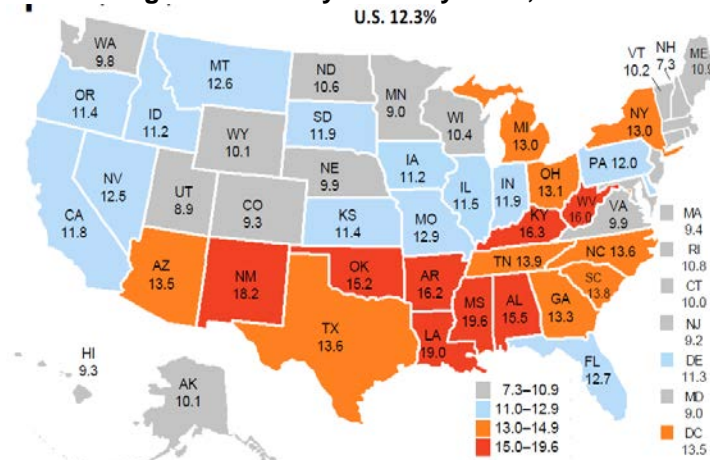 U.S. 12.3%
WA
9.8
OR
11.4
CA
11.8
NV
12.5
ID
11.2
MT
12.6
WY
10.1
UT
8.9
CO
9.3
AZ
13.5
NM
18.2
ND
10.6
SD
11.9
NE
9.9
KS
11.4
OK
15.2
TX
13.6
MN
9.0
IA
11.2
MO
12.9
AR
16.2
LA
19.0
WI
10.4
IL
11.5
IN
11.9
MI
13.0
OH
13.1
KY
16.3
WV
16.0
TN 13.9
MS
19.6
AL
15.5
GA
13.3
FL
12.7
SC
13.8
NC 13.6
VA
9.9
PA 12.0
NY
13.0
VT
10.2
NH
7.3
ME
10.9
MA
9.4
RI
10.8
CT
10.0
NJ
9.2
DE
11.3
MD
9.0
DC
13.5
HI
9.3
AK
10.1
7.3–10.9
11.0–12.9
13.0–14.9
15.0–19.6